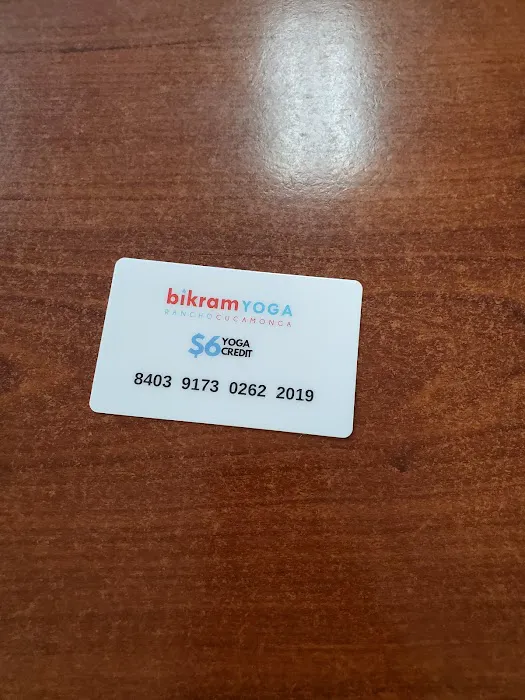 bikramYOGA
RANCHOCUCAMONGA
$6 YOGA
CREDIT
8403 9173 0262 2019